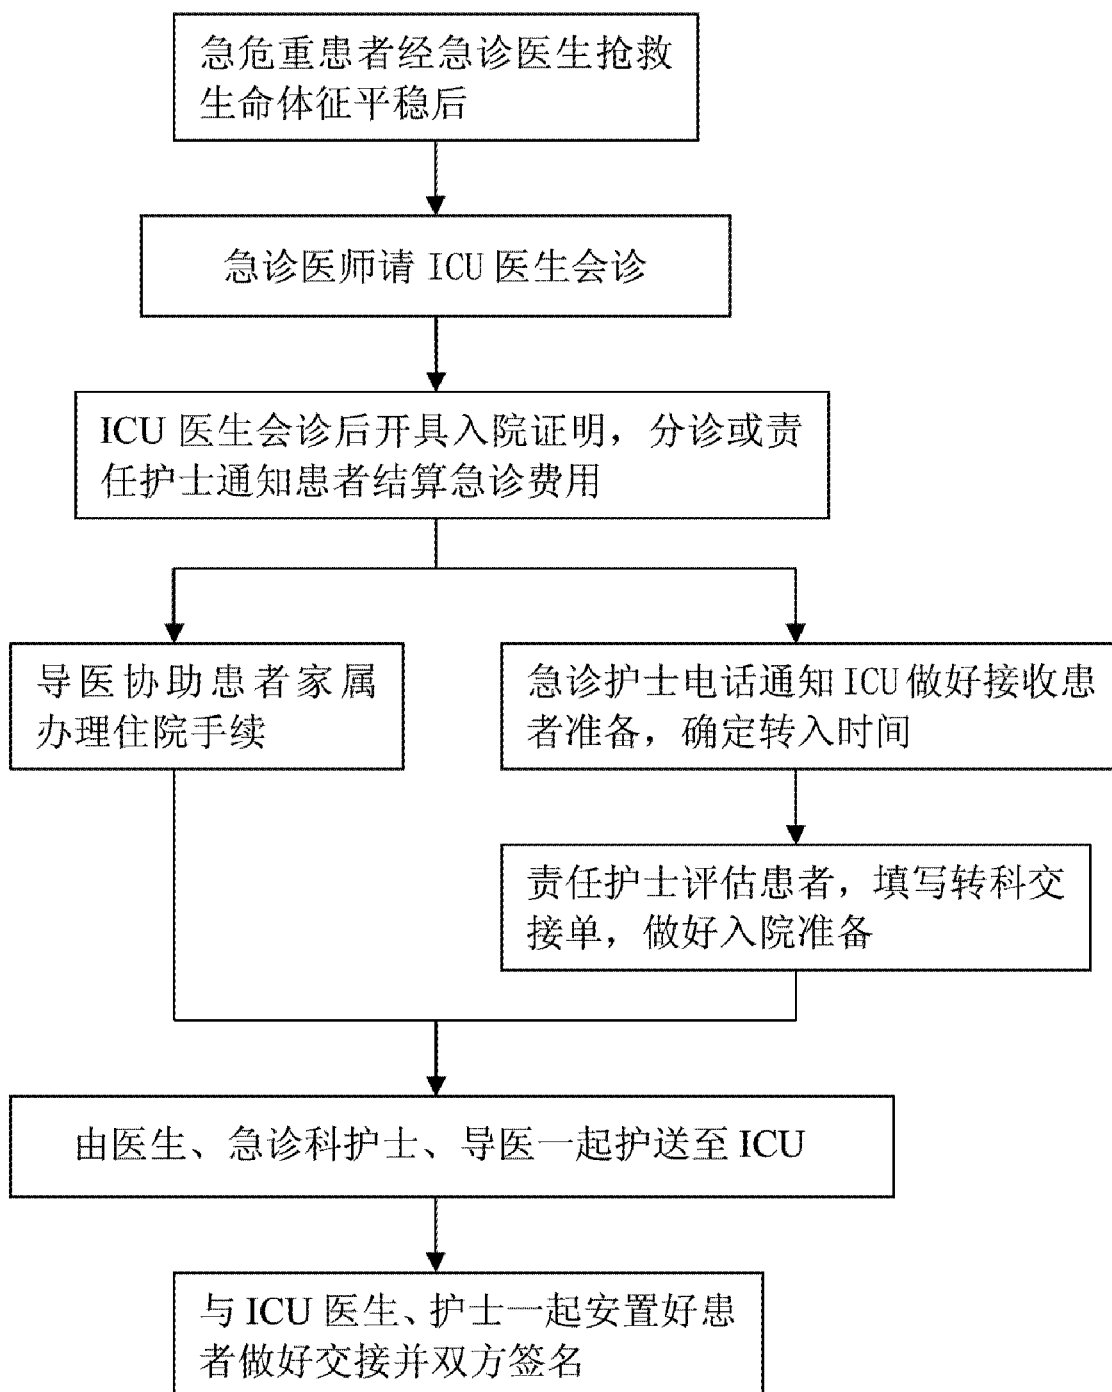 急危重患者经急诊医生抢救
生命体征平稳后
急诊医师请 ICU 医生会诊
ICU 医生会诊后开具入院证明，分诊或责
任护士通知患者结算急诊费用
导医协助患者家属
办理住院手续
急诊护士电话通知 ICU 做好接收患
者准备，确定转入时间
责任护士评估患者，填写转科交
接单，做好入院准备
由医生、急诊科护士、导医一起护送至 ICU
与 ICU 医生、护士一起安置好患
者做好交接并双方签名